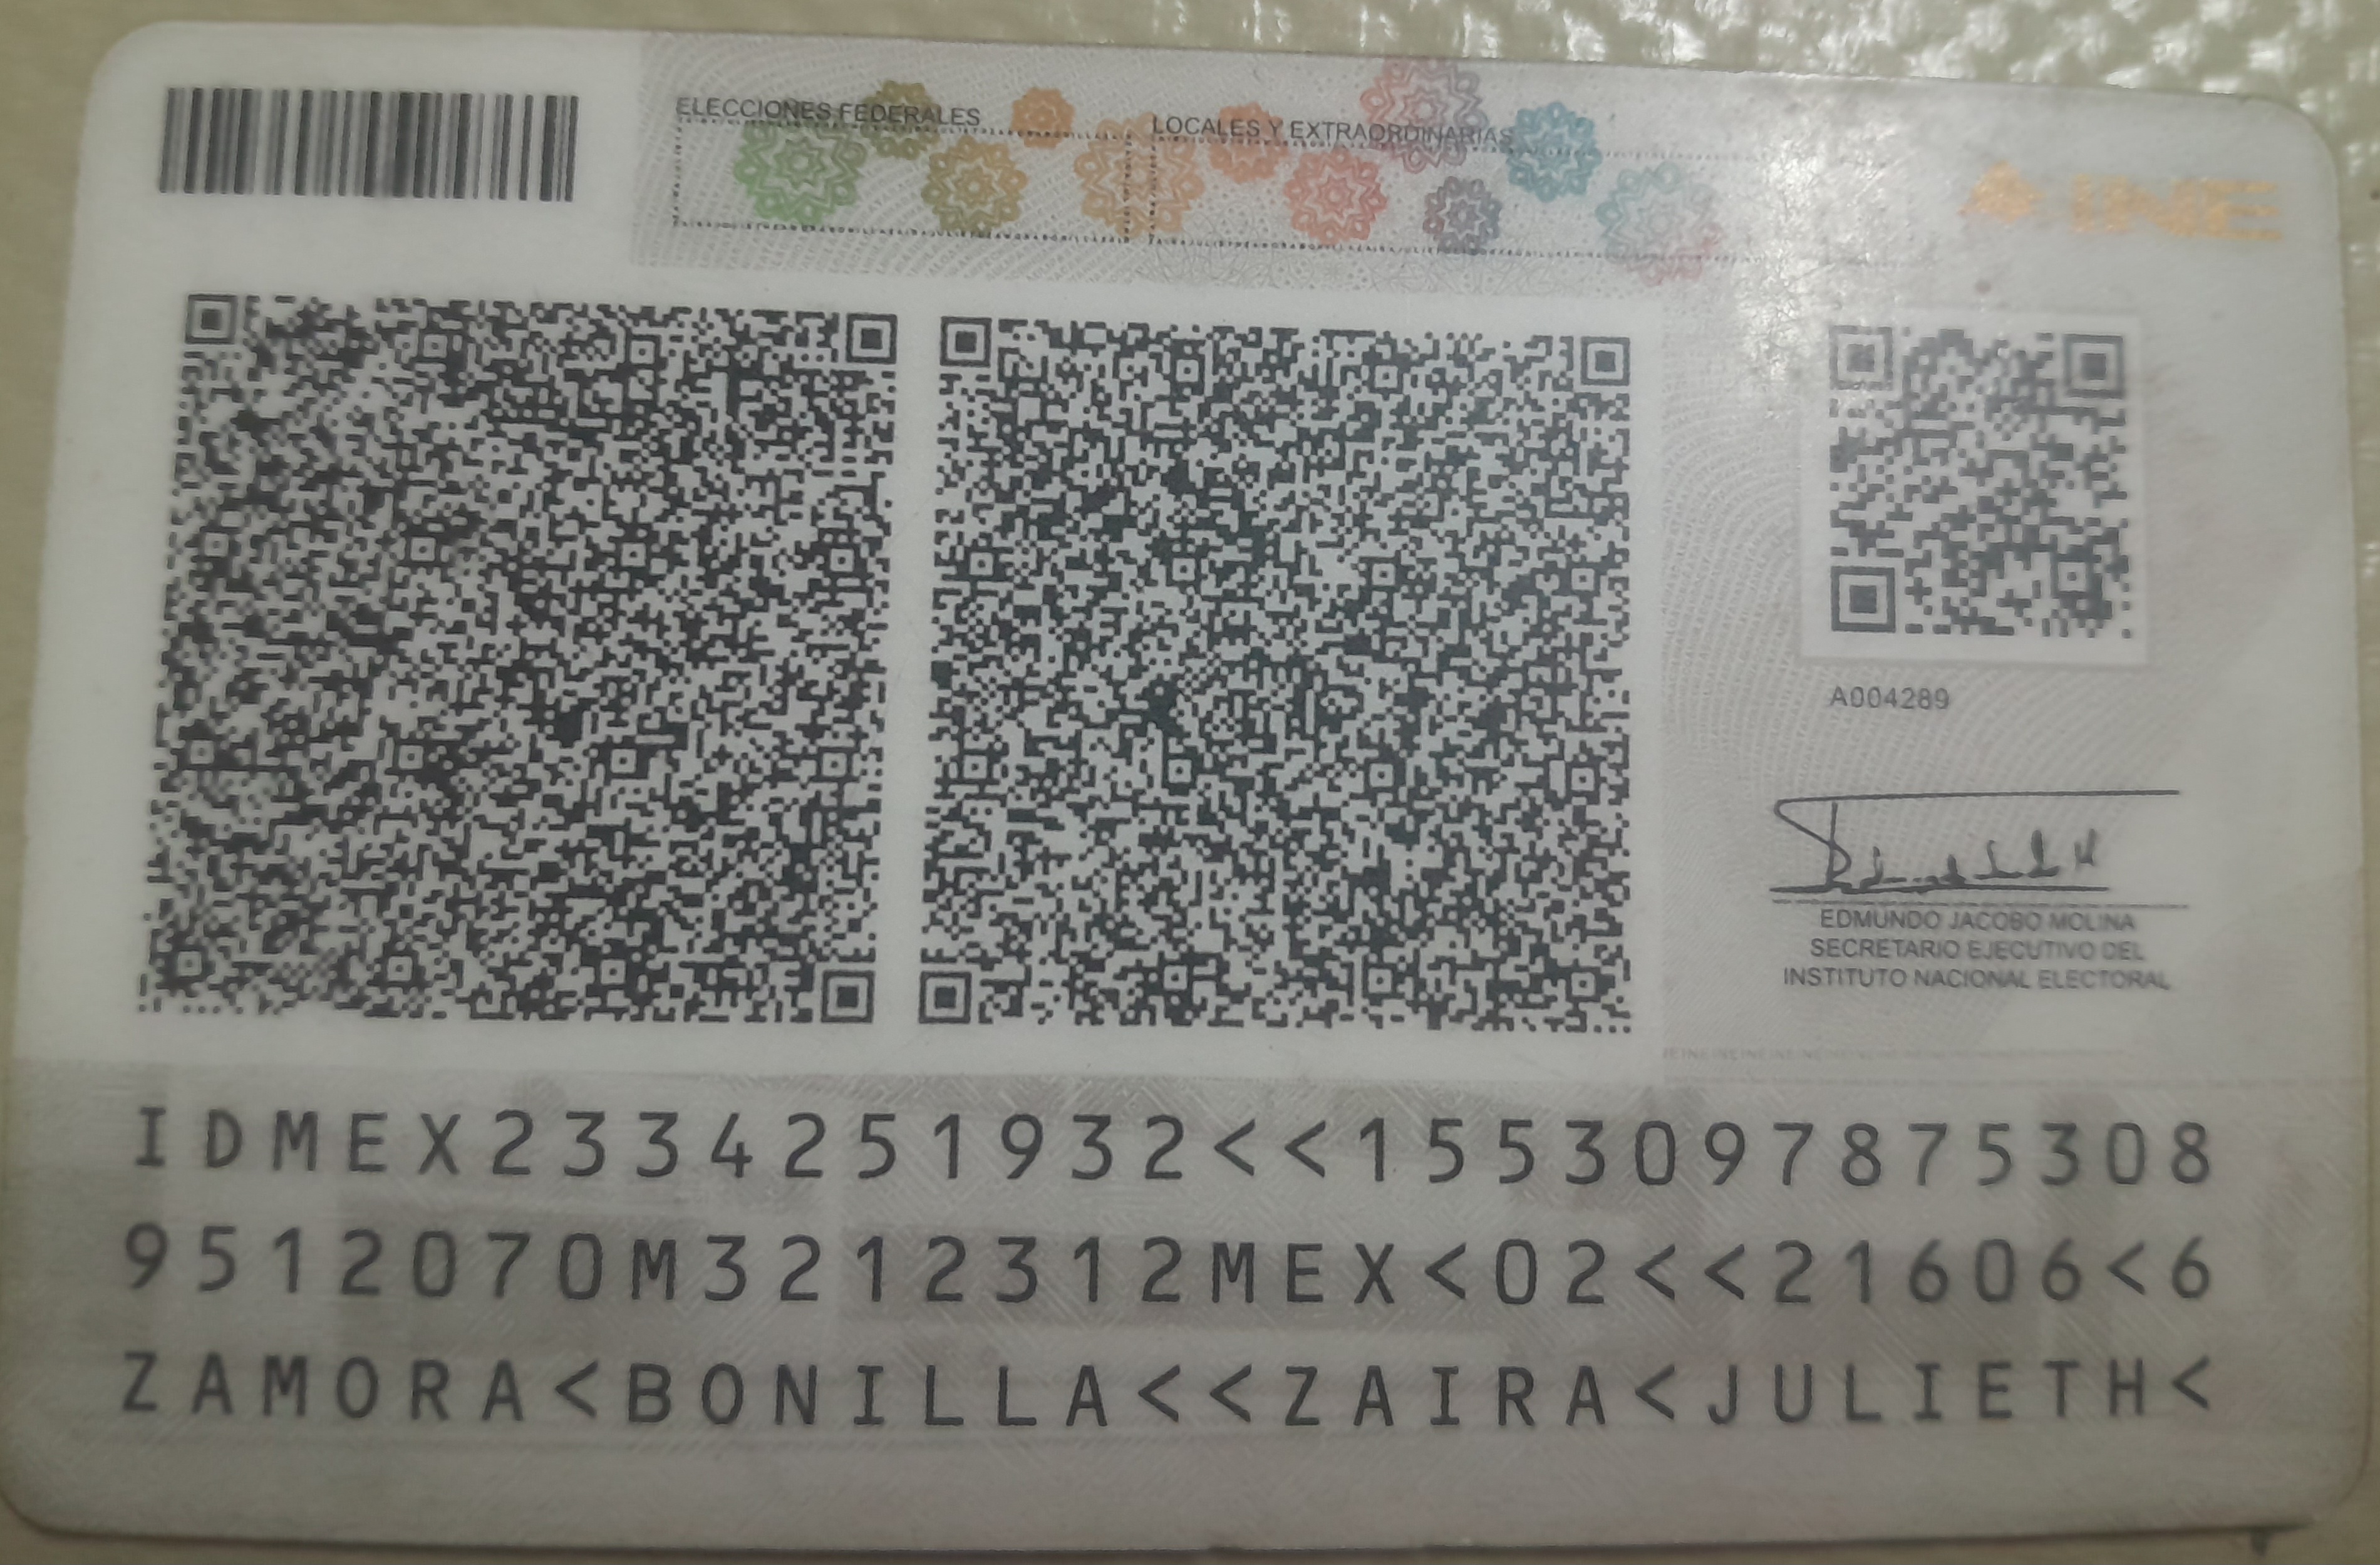 ELECCIONES FEDERALES
LOCALES Y EXTRAORDINARIAS
INE
A004289
EDMUNDO JACOBO MOLINA
SECRETARIO EJECUTIVO DEL
INSTITUTO NACIONAL ELECTORAL
IDMEX2334251932<<1553097875308
9512070M3212312MEX<02<<21606<6
ZAMORA<BONILLA<<ZAIRA<JULIETH<